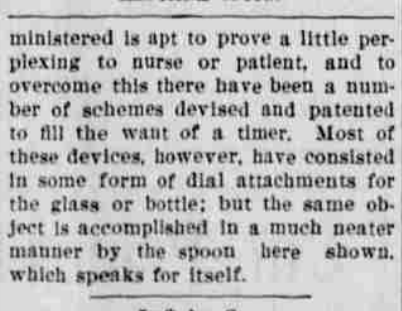 ministered is apt to prove a little per-
plexing to nurse or patient, and to
overcome this there have been a num-
ber of schemes devised and patented
to fill the want of a timer. Most of
these devices, however, have consisted
in some form of dial attachments for
the glass or bottle; but the same ob-
ject is accomplished in a much neater
manner by the spoon here shown,
which speaks for itself.